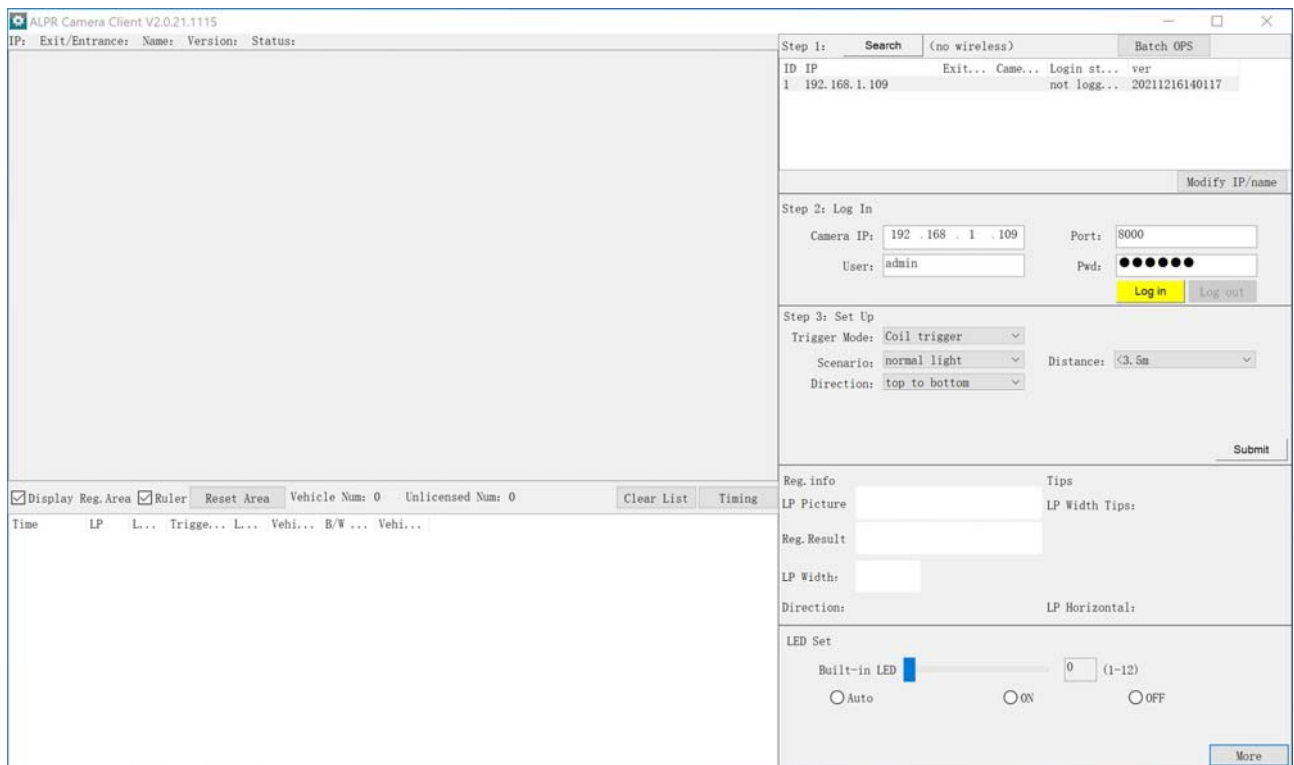 ALPR Camera Client V2.0.21.1115
IP: Exit/Entrance: Name: Version: Status:
Step 1: Search (no wireless) Batch OPS
ID IP Exit... Came... Login st... ver
1 192.168.1.109 not logg... 20211216140117
Modify IP/name
Step 2: Log In
Camera IP: 192 .168 . 1 .109 Port: 8000
User: admin Pwd: ●●●●●●
Log in Log out
Step 3: Set Up
Trigger Mode: Coil trigger
Scenario: normal light Distance: <3.5m
Direction: top to bottom
Submit
Display Reg.Area Ruler Reset Area Vehicle Num: 0 Unlicensed Num: 0 Clear List Timing
Time LP L... Trigge... L... Vehi... B/W ... Vehi...
Reg.info Tips
LP Picture LP Width Tips:
Reg.Result
LP Width:
Direction: LP Horizontal:
LED Set
Built-in LED 0 (1-12)
Auto ON OFF
More